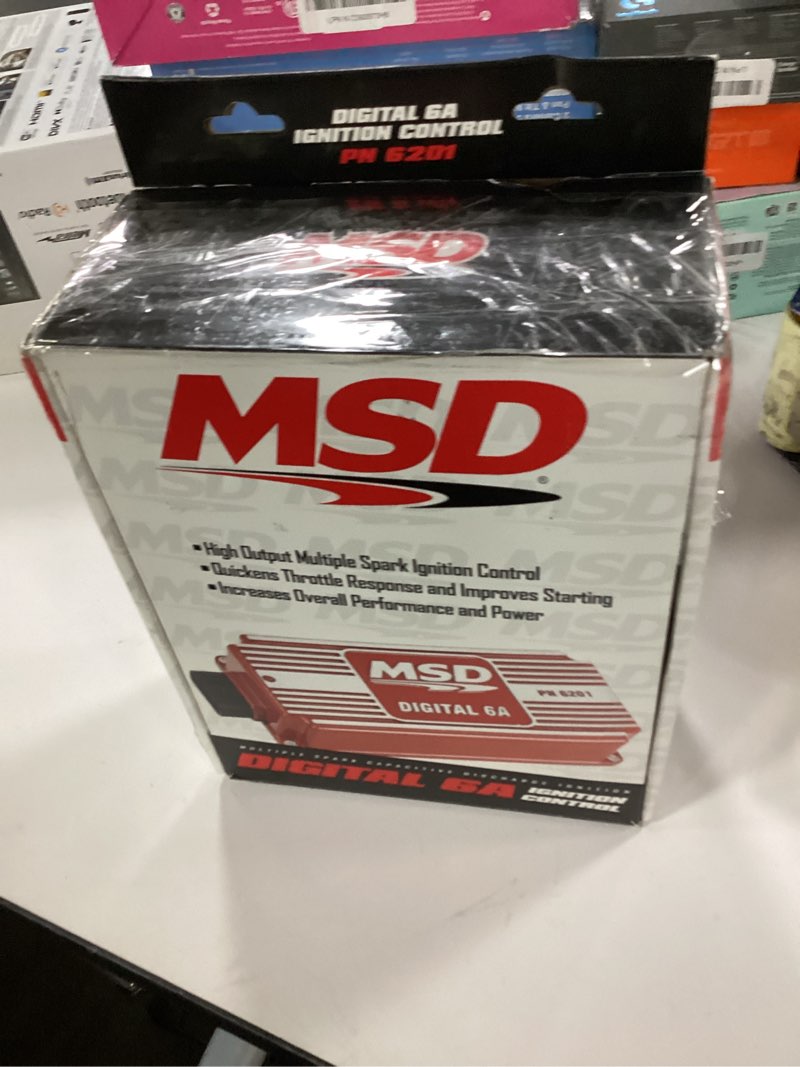 DIGITAL 6A
IGNITION CONTROL
PN 6201
MSD
MSD
®
▪ High Output Multiple Spark Ignition Control
▪ Quickens Throttle Response and Improves Starting
▪ Increases Overall Performance and Power
MSD
DIGITAL 6A
PN 6201
MULTIPLE SPARK CAPACITIVE DISCHARGE IGNITION
DIGITAL 6A
IGNITION
CONTROL